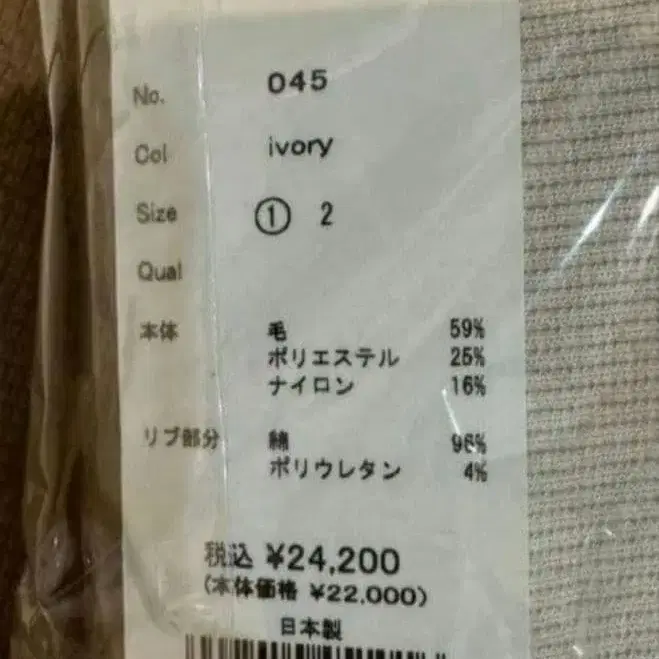 No. 045
Col ivory
Size ① 2
Qual
本体 毛 59%
ポリエステル 25%
ナイロン 16%
リブ部分 綿 96%
ポリウレタン 4%
税込 ¥24,200
(本体価格 ¥22,000)
日本製